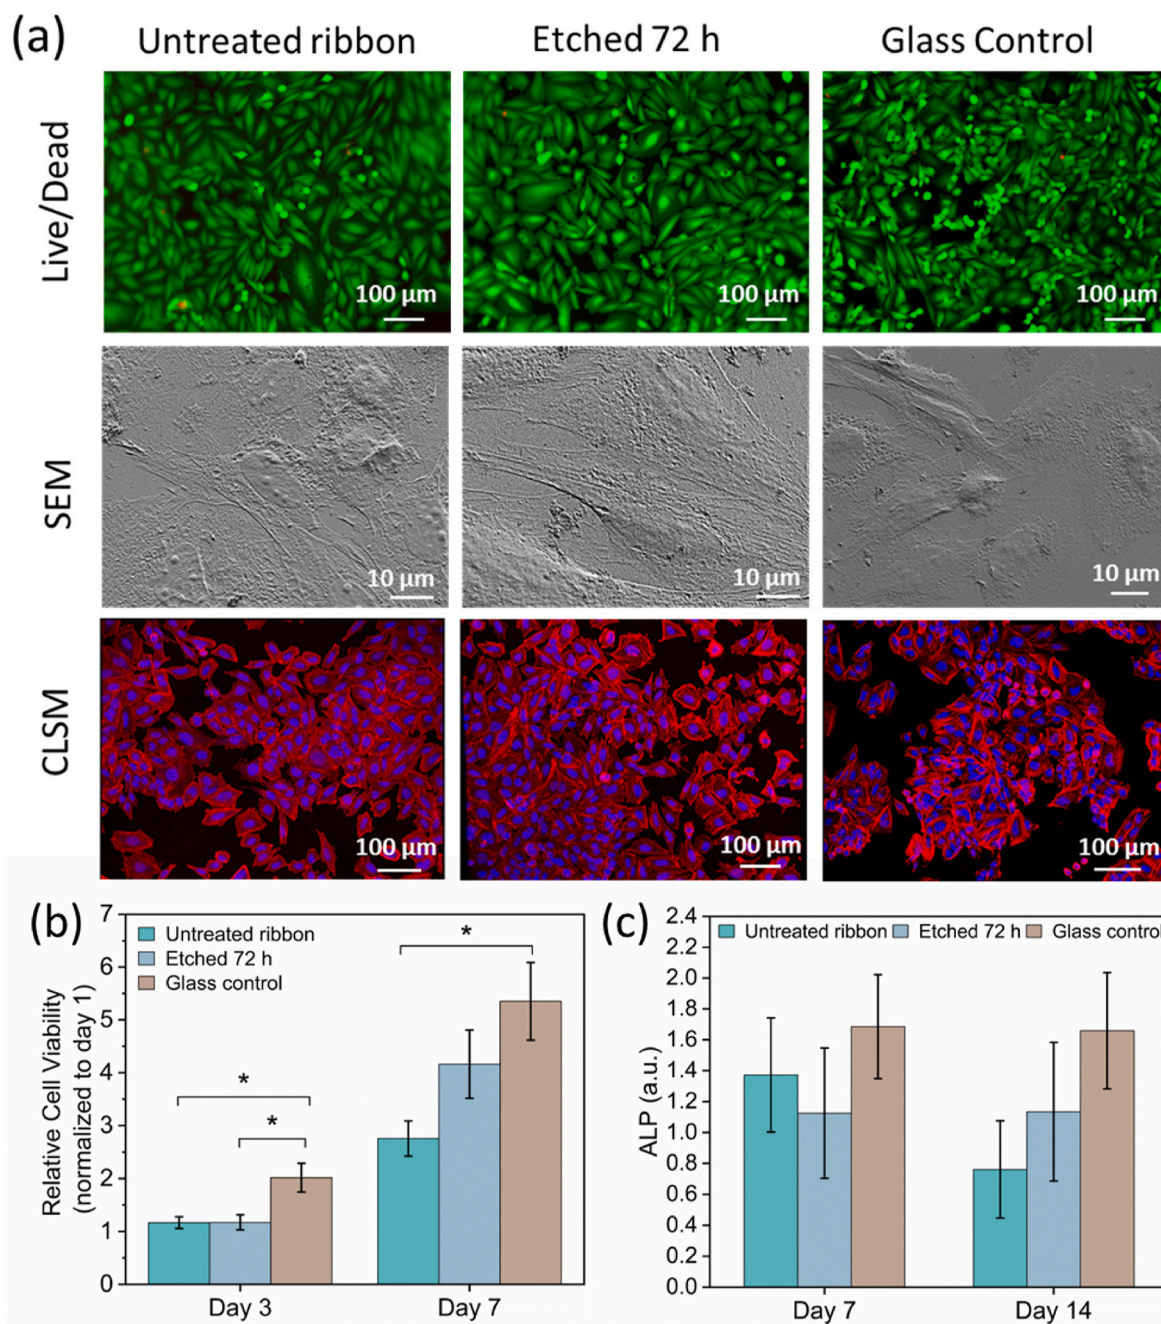 (a)
Untreated ribbon
Etched 72 h
Glass Control
Live/Dead
100 μm
100 μm
100 μm
SEM
10 μm
10 μm
10 μm
CLSM
100 μm
100 μm
100 μm
(b)
Relative Cell Viability
(normalized to day 1)
7
6
5
4
3
2
1
0
Untreated ribbon
Etched 72 h
Glass control
*
*
*
Day 3
Day 7
(c)
ALP (a.u.)
2.4
2.2
2.0
1.8
1.6
1.4
1.2
1.0
0.8
0.6
0.4
0.2
0.0
Untreated ribbon
Etched 72 h
Glass control
Day 7
Day 14